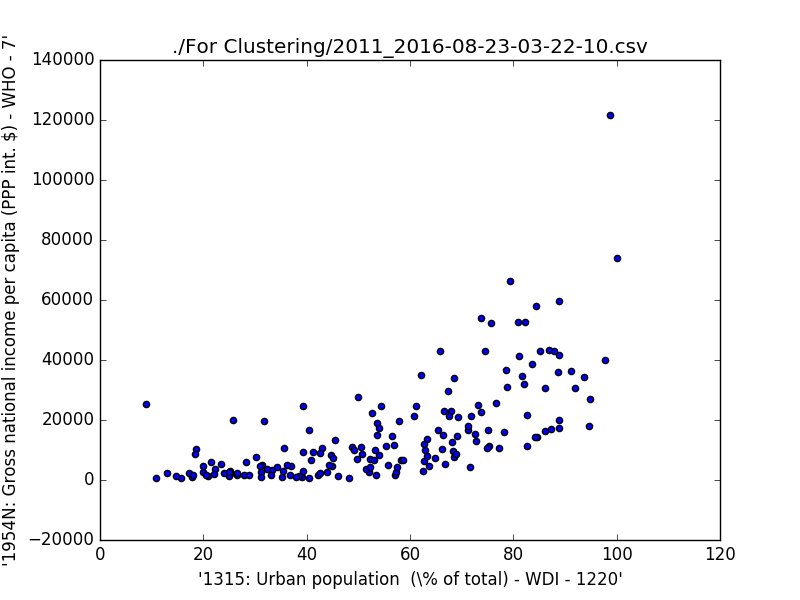 ./For Clustering/2011_2016-08-23-03-22-10.csv
'1954N: Gross national income per capita (PPP int. $) - WHO - 7'
140000
120000
100000
80000
60000
40000
20000
0
−20000
0 20 40 60 80 100 120
'1315: Urban population  (\% of total) - WDI - 1220'